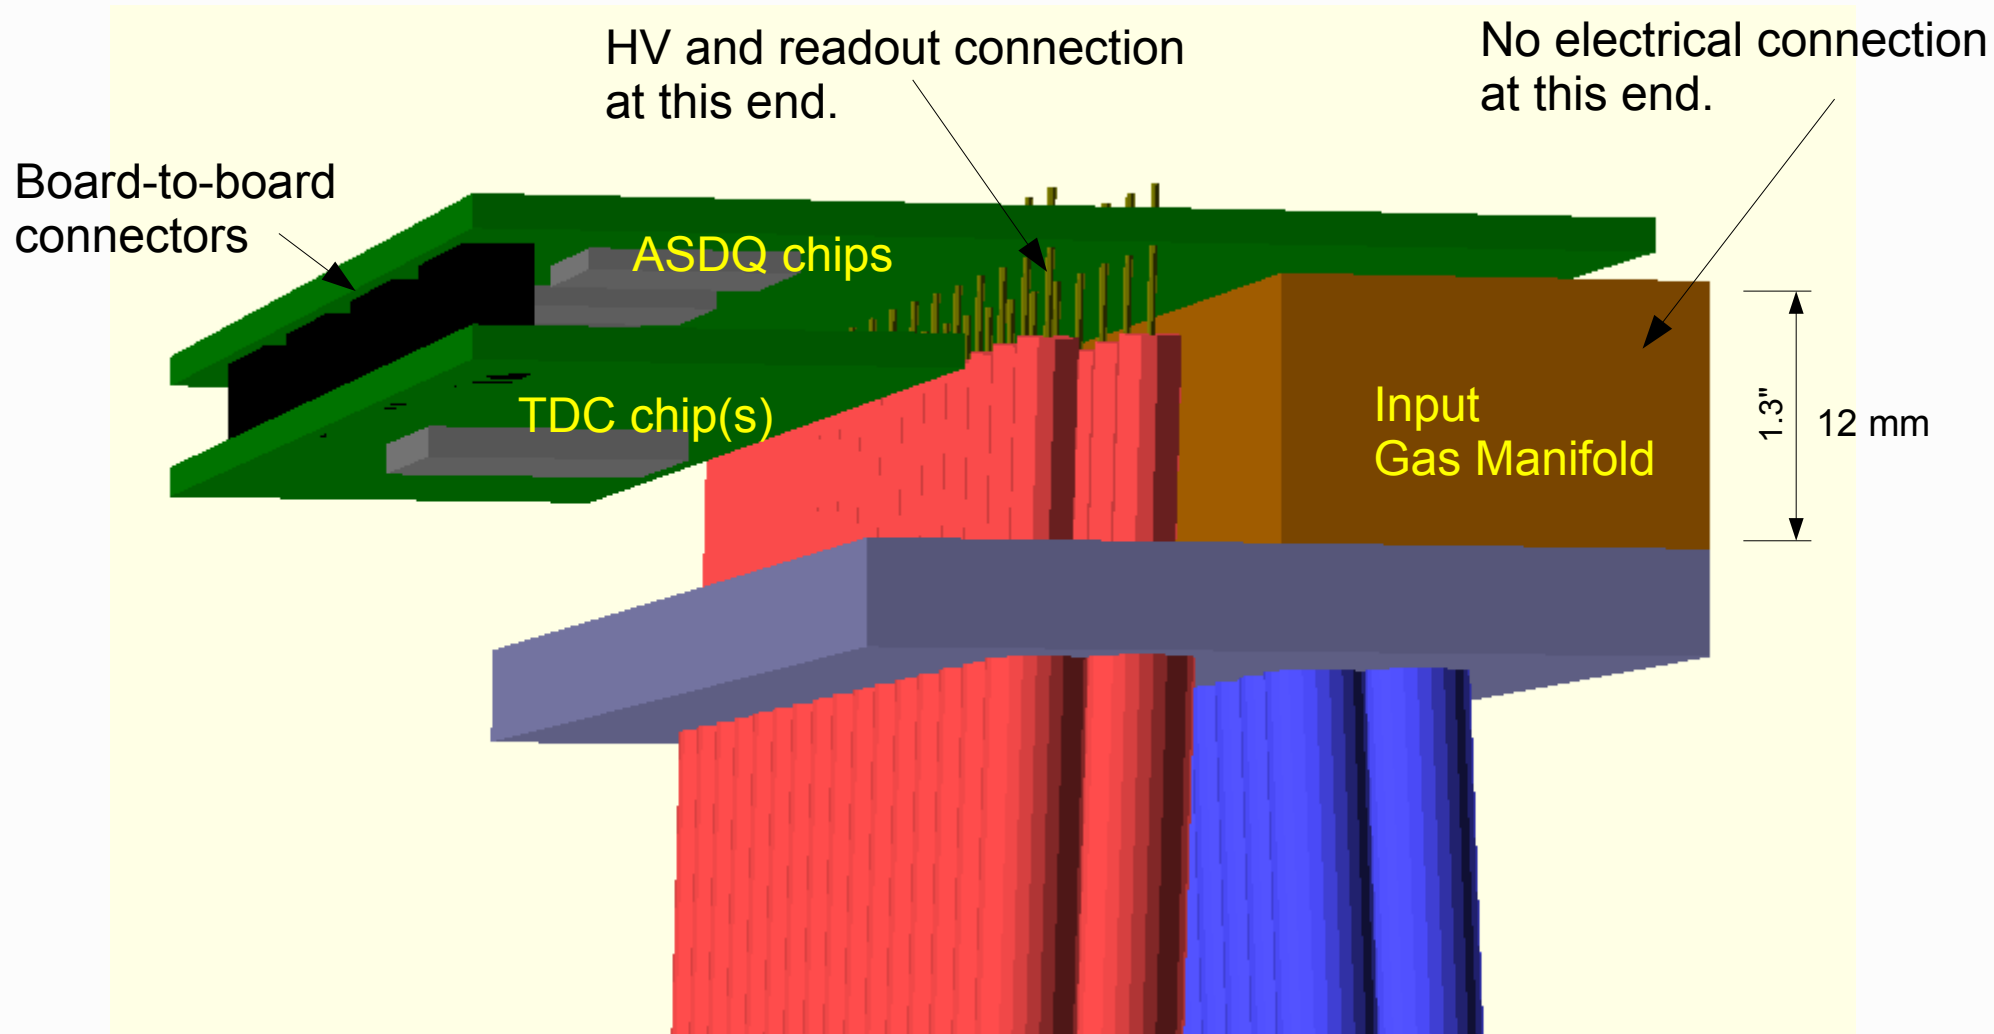 HV and readout connection
at this end.
No electrical connection
at this end.
Board-to-board
connectors
ASDQ chips
TDC chip(s)
Input
Gas Manifold
1.3"
12 mm